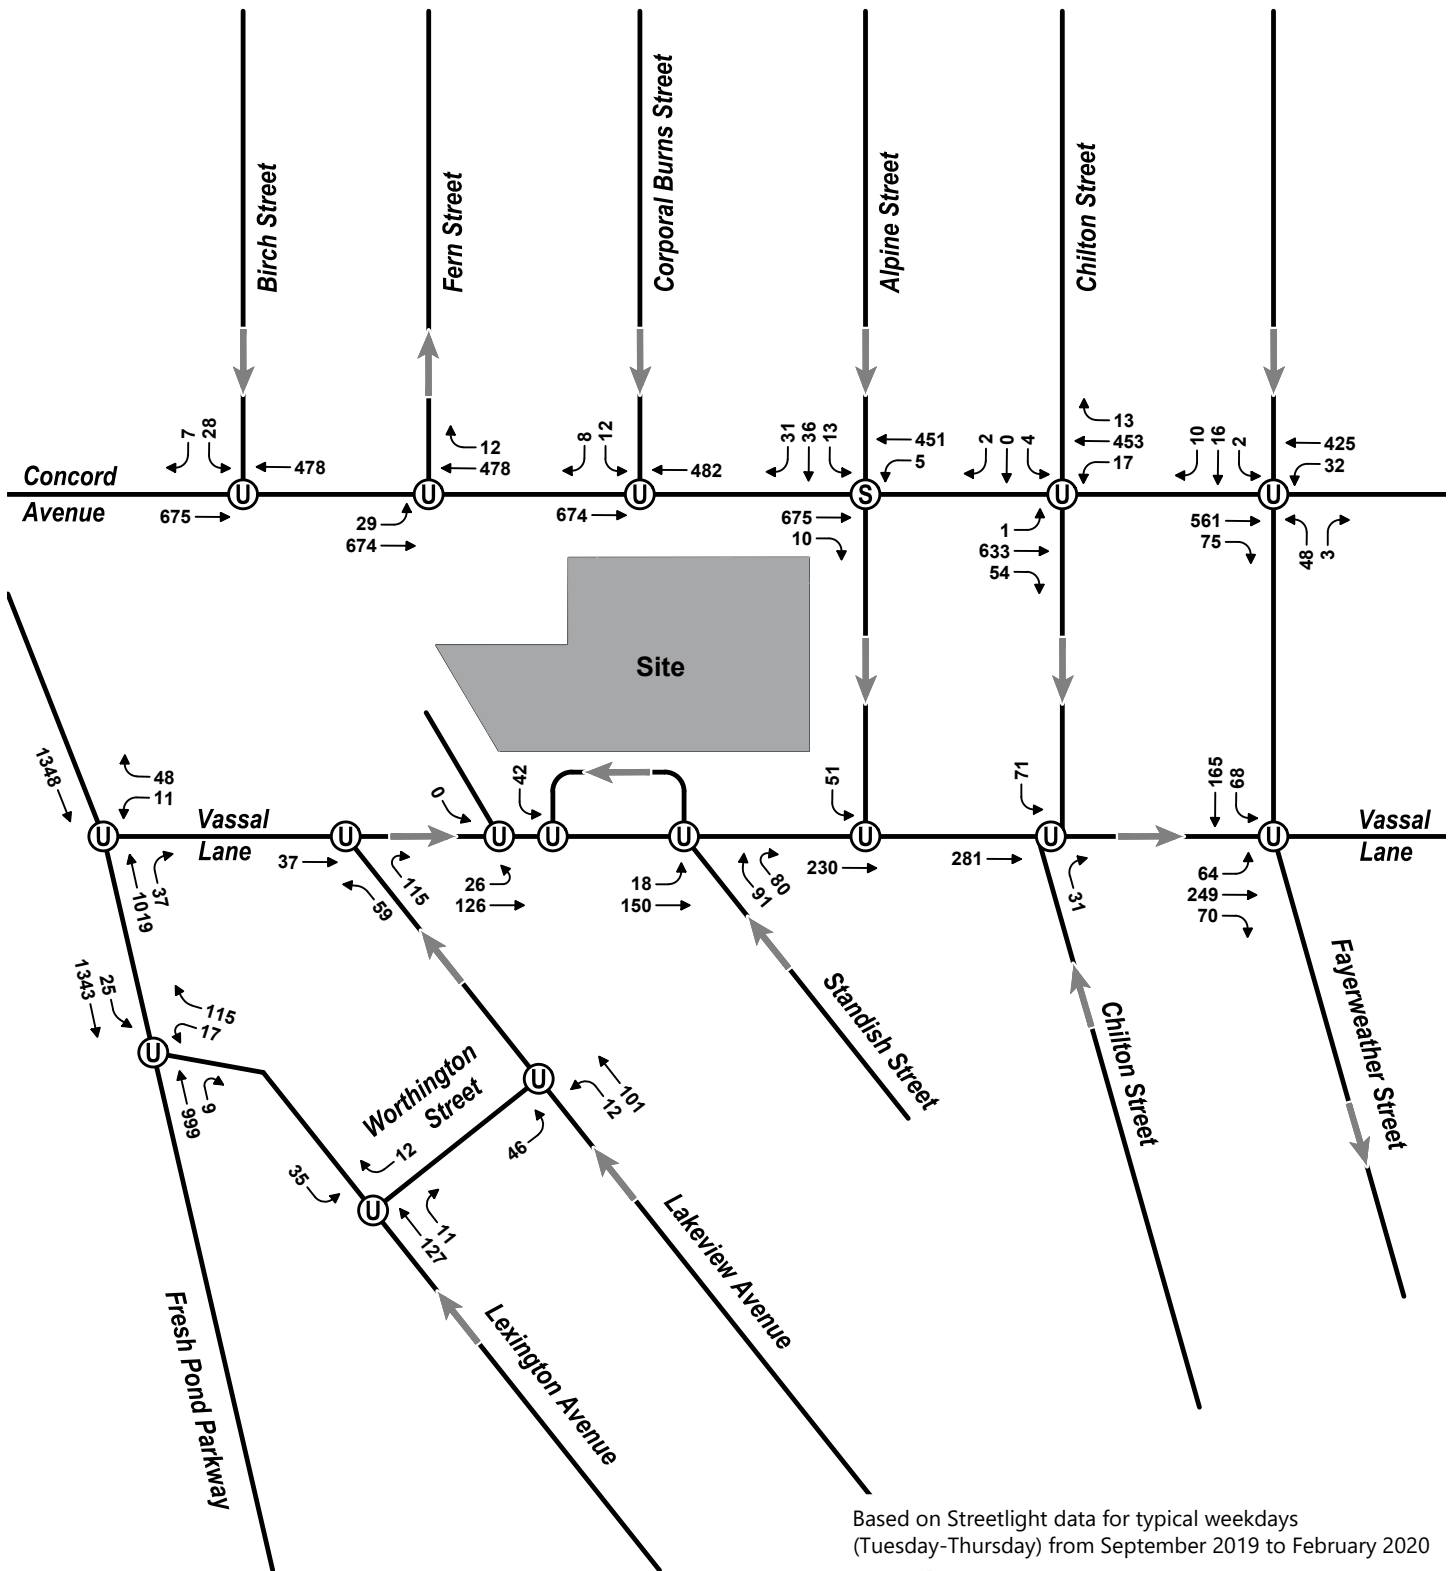 Birch Street
Fern Street
Corporal Burns Street
Alpine Street
Chilton Street
7
28
478
12
478
8
12
482
31
36
13
451
5
2
0
4
13
453
17
10
16
2
425
32
Concord
Avenue
U
U
U
S
U
U
675
29
674
674
675
10
1
633
54
561
75
48
3
Site
1348
48
11
Vassal
Lane
0
42
51
71
165
68
Vassal
Lane
U
U
U
U
U
U
U
U
37
1019
37
59
115
26
126
18
150
91
80
230
281
31
64
249
70
1343
25
115
17
U
999
9
Worthington
Street
U
101
12
46
12
35
U
11
127
Standish Street
Chilton Street
Fayerweather Street
Lakeview Avenue
Lexington Avenue
Fresh Pond Parkway
Based on Streetlight data for typical weekdays
(Tuesday-Thursday) from September 2019 to February 2020